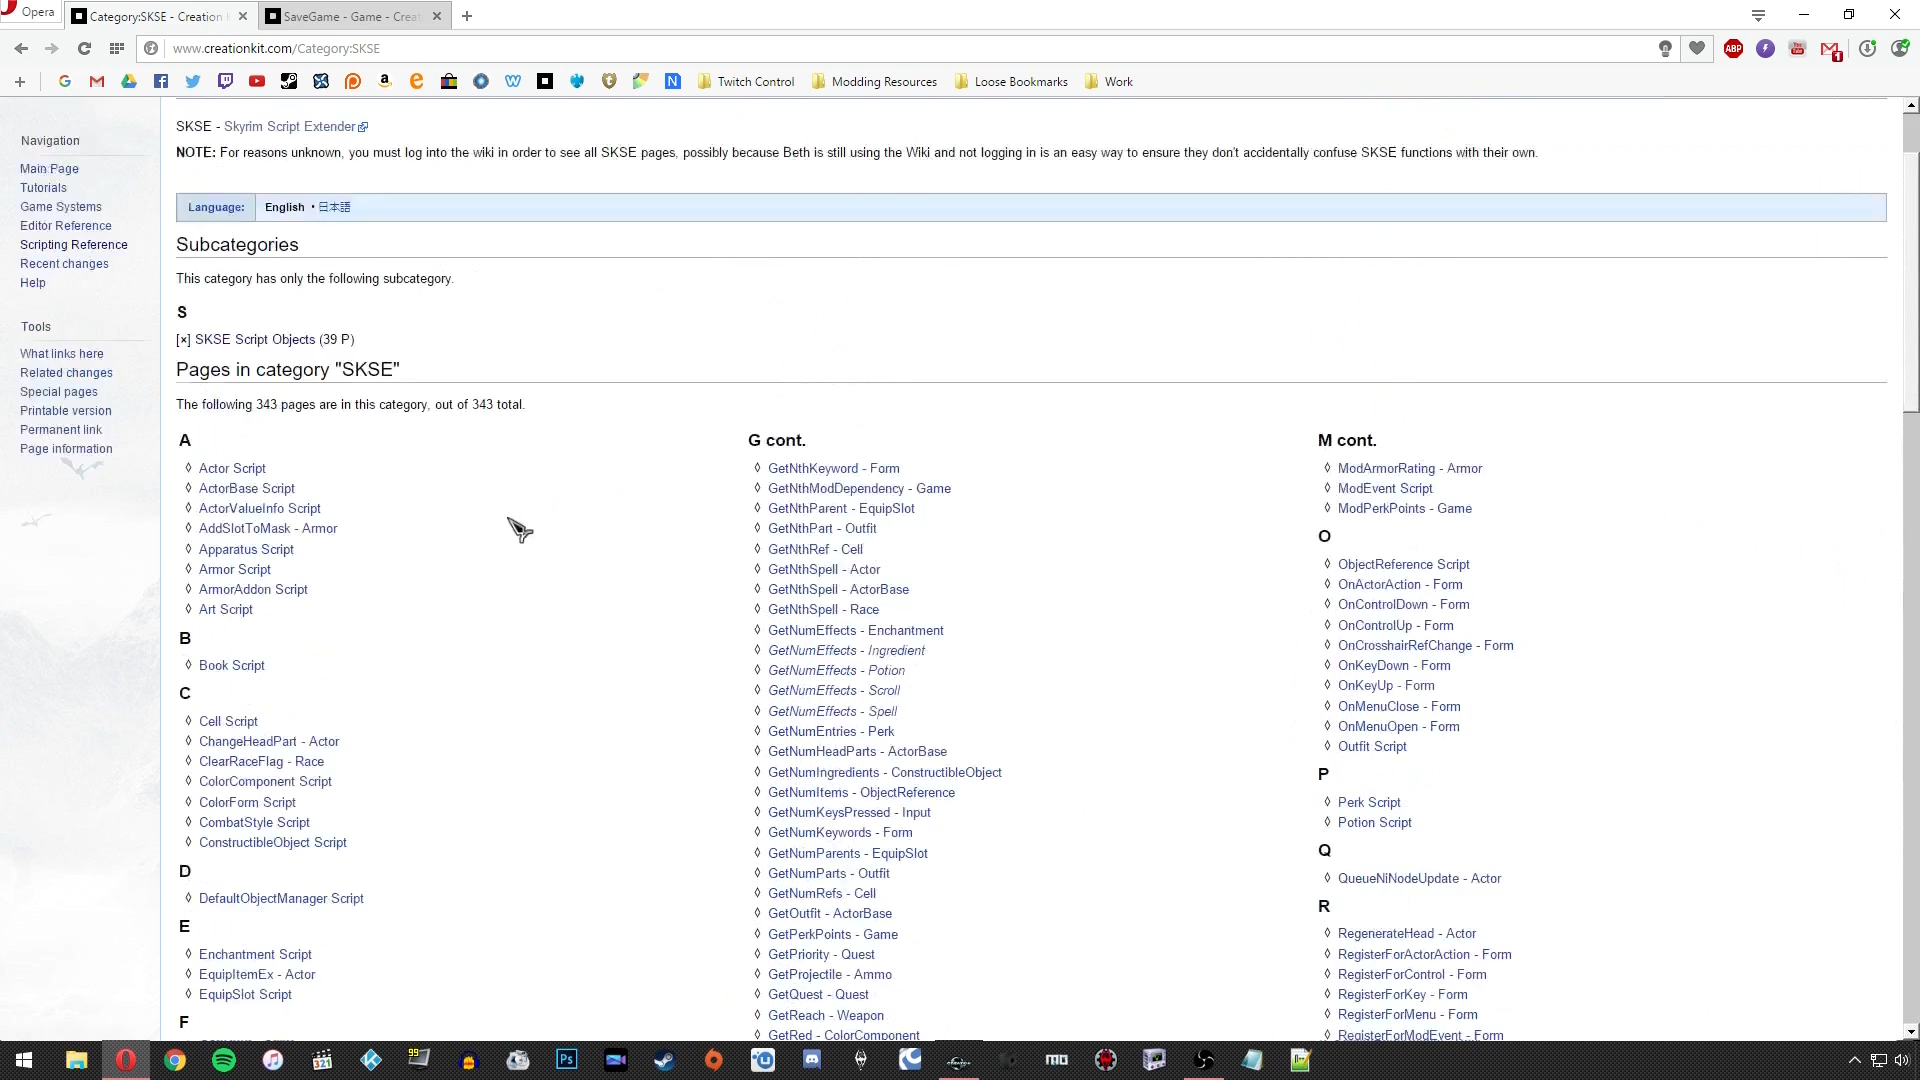 Opera
Category:SKSE - Creation
SaveGame - Game - Creat
www.creationkit.com/Category:SKSE
ABP
1
Twitch Control
Modding Resources
Loose Bookmarks
Work
Navigation
Main Page
Tutorials
Game Systems
Editor Reference
Scripting Reference
Recent changes
Help
Tools
What links here
Related changes
Special pages
Printable version
Permanent link
Page information
SKSE - Skyrim Script Extender
NOTE: For reasons unknown, you must log into the wiki in order to see all SKSE pages, possibly because Beth is still using the Wiki and not logging in is an easy way to ensure they don't accidentally confuse SKSE functions with their own.
Language: English • 日本語
Subcategories
This category has only the following subcategory.
S
[×] SKSE Script Objects (39 P)
Pages in category "SKSE"
The following 343 pages are in this category, out of 343 total.
A
Actor Script
ActorBase Script
ActorValueInfo Script
AddSlotToMask - Armor
Apparatus Script
Armor Script
ArmorAddon Script
Art Script
B
Book Script
C
Cell Script
ChangeHeadPart - Actor
ClearRaceFlag - Race
ColorComponent Script
ColorForm Script
CombatStyle Script
ConstructibleObject Script
D
DefaultObjectManager Script
E
Enchantment Script
EquipItemEx - Actor
EquipSlot Script
F
G cont.
GetNthKeyword - Form
GetNthModDependency - Game
GetNthParent - EquipSlot
GetNthPart - Outfit
GetNthRef - Cell
GetNthSpell - Actor
GetNthSpell - ActorBase
GetNthSpell - Race
GetNumEffects - Enchantment
GetNumEffects - Ingredient
GetNumEffects - Potion
GetNumEffects - Scroll
GetNumEffects - Spell
GetNumEntries - Perk
GetNumHeadParts - ActorBase
GetNumIngredients - ConstructibleObject
GetNumItems - ObjectReference
GetNumKeysPressed - Input
GetNumKeywords - Form
GetNumParents - EquipSlot
GetNumParts - Outfit
GetNumRefs - Cell
GetOutfit - ActorBase
GetPerkPoints - Game
GetPriority - Quest
GetProjectile - Ammo
GetQuest - Quest
GetReach - Weapon
GetRed - ColorComponent
M cont.
ModArmorRating - Armor
ModEvent Script
ModPerkPoints - Game
O
ObjectReference Script
OnActorAction - Form
OnControlDown - Form
OnControlUp - Form
OnCrosshairRefChange - Form
OnKeyDown - Form
OnKeyUp - Form
OnMenuClose - Form
OnMenuOpen - Form
Outfit Script
P
Perk Script
Potion Script
Q
QueueNiNodeUpdate - Actor
R
RegenerateHead - Actor
RegisterForActorAction - Form
RegisterForControl - Form
RegisterForKey - Form
RegisterForMenu - Form
RegisterForModEvent - Form
321
99
Ps
MO